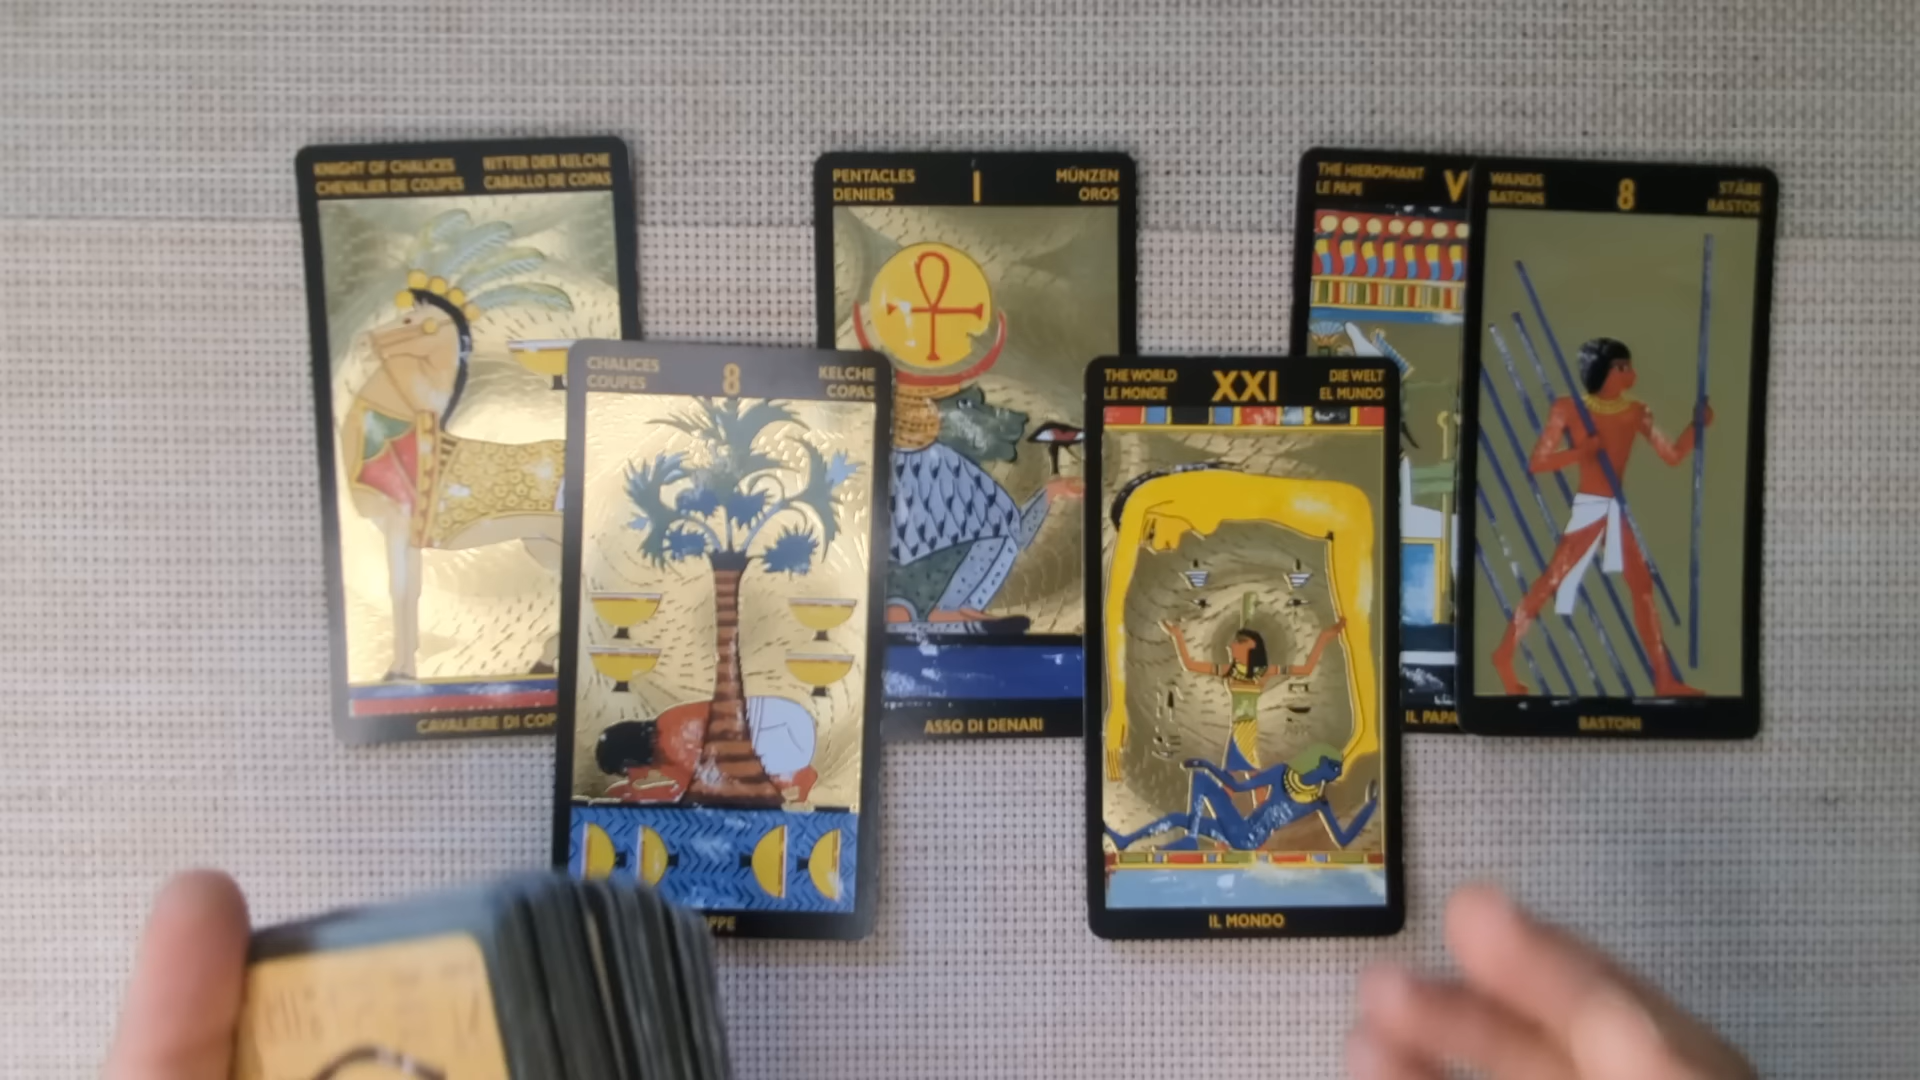 KNIGHT OF CHALICES RITTER DER KELCHE
CHEVALIER DE COUPES CABALLO DE COPAS
CAVALIERE DI COP
PENTACLES I MÜNZEN
DENIERS OROS
ASSO DI DENARI
THE HIEROPHANT V
LE PAPE
IL PAPA
WANDS 8 STÄBE
BATONS BASTOS
BASTONI
CHALICES 8 KELCHE
COUPES COPAS
OPPE
THE WORLD XXI DIE WELT
LE MONDE EL MUNDO
IL MONDO